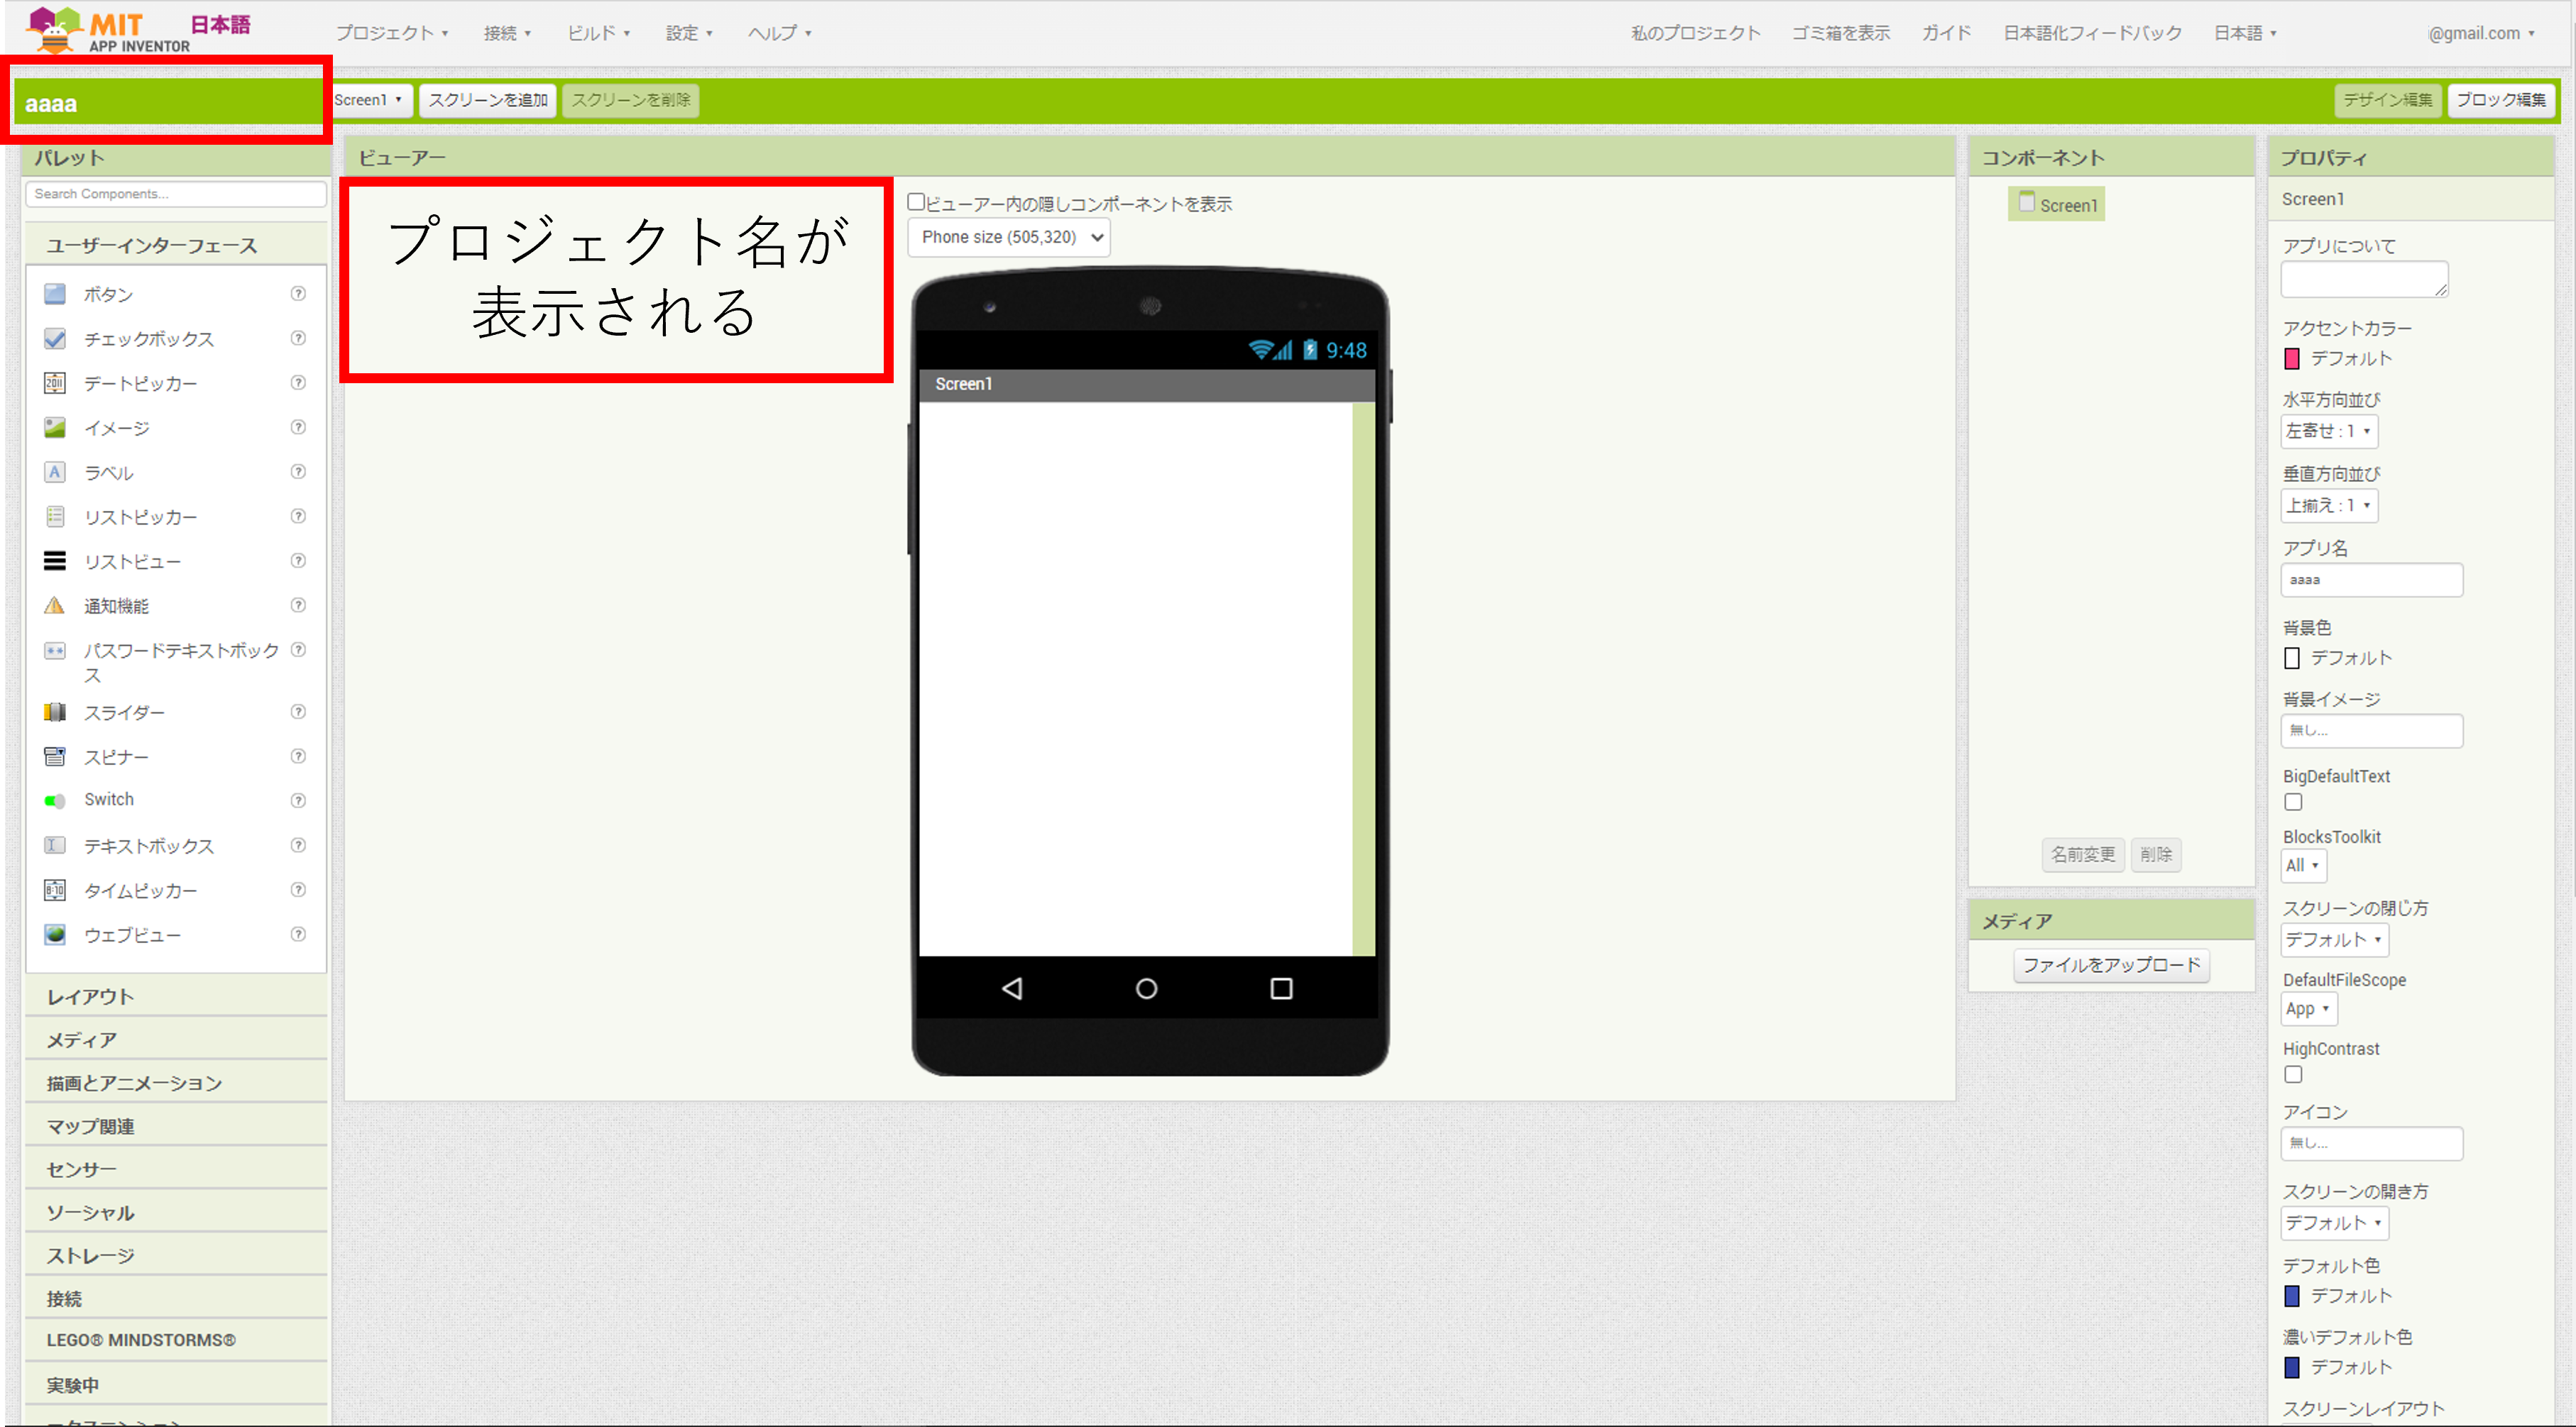 MIT
APP INVENTOR
日本語
プロジェクト
接続
ビルド
設定
ヘルプ
私のプロジェクト
ゴミ箱を表示
ガイド
日本語化フィードバック
日本語
@gmail.com
aaaa
Screen1
スクリーンを追加
スクリーンを削除
デザイン編集
ブロック編集
パレット
Search Components...
ユーザーインターフェース
ボタン
チェックボックス
デートピッカー
イメージ
ラベル
リストピッカー
リストビュー
通知機能
パスワードテキストボック
ス
スライダー
スピナー
Switch
テキストボックス
タイムピッカー
ウェブビュー
レイアウト
メディア
描画とアニメーション
マップ関連
センサー
ソーシャル
ストレージ
接続
LEGO® MINDSTORMS®
実験中
ビューアー
プロジェクト名が
表示される
ビューアー内の隠しコンポーネントを表示
Phone size (505,320)
9:48
Screen1
コンポーネント
Screen1
名前変更
削除
メディア
ファイルをアップロード
プロパティ
Screen1
アプリについて
アクセントカラー
デフォルト
水平方向並び
左寄せ : 1
垂直方向並び
上揃え : 1
アプリ名
aaaa
背景色
デフォルト
背景イメージ
無し...
BigDefaultText
BlocksToolkit
All
スクリーンの閉じ方
デフォルト
DefaultFileScope
App
HighContrast
アイコン
無し...
スクリーンの開き方
デフォルト
デフォルト色
デフォルト
濃いデフォルト色
デフォルト
スクリーンレイアウト